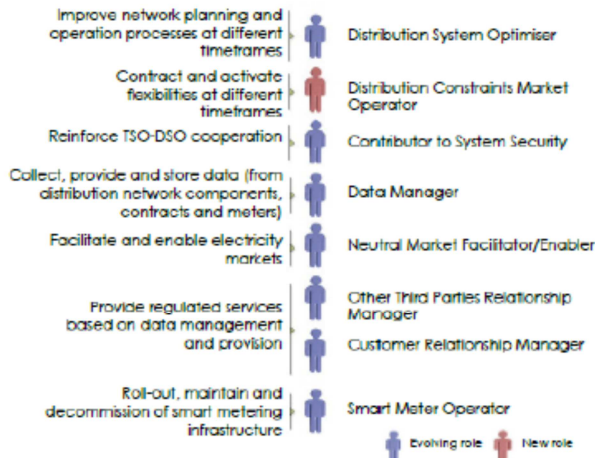 Improve network planning and
operation processes at different
timeframes
Distribution System Optimiser
Contract and activate
flexibilities at different
timeframes
Distribution Constraints Market
Operator
Reinforce TSO-DSO cooperation
Contributor to System Security
Collect, provide and store data (from
distribution network components,
contracts and meters)
Data Manager
Facilitate and enable electricity
markets
Neutral Market Facilitator/Enabler
Provide regulated services
based on data management
and provision
Other Third Parties Relationship
Manager
Customer Relationship Manager
Roll-out, maintain and
decommission of smart metering
infrastructure
Smart Meter Operator
Evolving role
New role